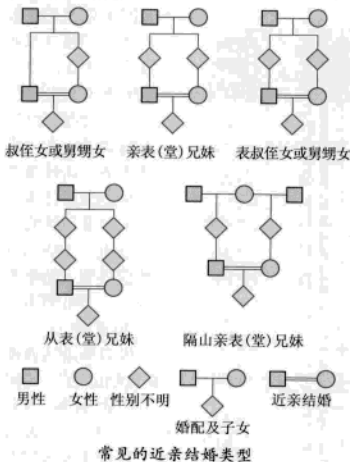 叔侄女或舅甥女 亲表(堂)兄妹 表叔侄女或舅甥女
从表(堂)兄妹 隔山亲表(堂)兄妹
男性 女性 性别不明 婚配及子女 近亲结婚
常见的近亲结婚类型